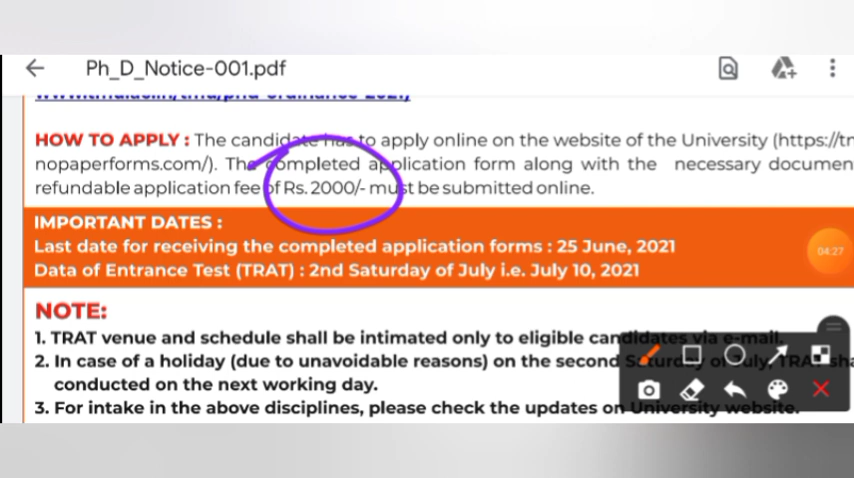 Ph_D_Notice-001.pdf
HOW TO APPLY : The candidate has to apply online on the website of the University (https://tn
nopaperforms.com/). The completed application form along with the necessary documen
refundable application fee of Rs. 2000/- must be submitted online.
IMPORTANT DATES :
Last date for receiving the completed application forms : 25 June, 2021
Data of Entrance Test (TRAT) : 2nd Saturday of July i.e. July 10, 2021
04:27
NOTE:
1. TRAT venue and schedule shall be intimated only to eligible candidates via e-mail.
2. In case of a holiday (due to unavoidable reasons) on the second Saturday of July, TRAT sha
conducted on the next working day.
3. For intake in the above disciplines, please check the updates on University website.